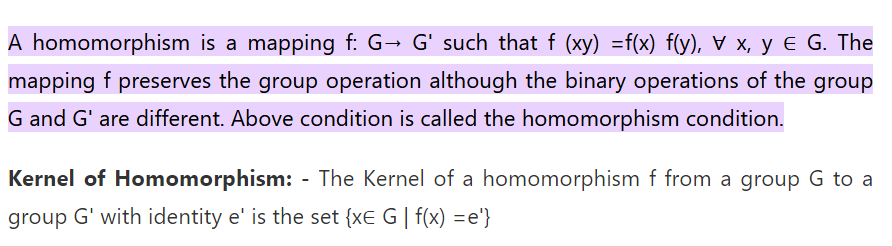 A homomorphism is a mapping f: G→ G' such that f (xy) =f(x) f(y), ∀ x, y ∈ G. The
mapping f preserves the group operation although the binary operations of the group
G and G' are different. Above condition is called the homomorphism condition.
Kernel of Homomorphism: - The Kernel of a homomorphism f from a group G to a
group G' with identity e' is the set {x∈ G | f(x) =e'}